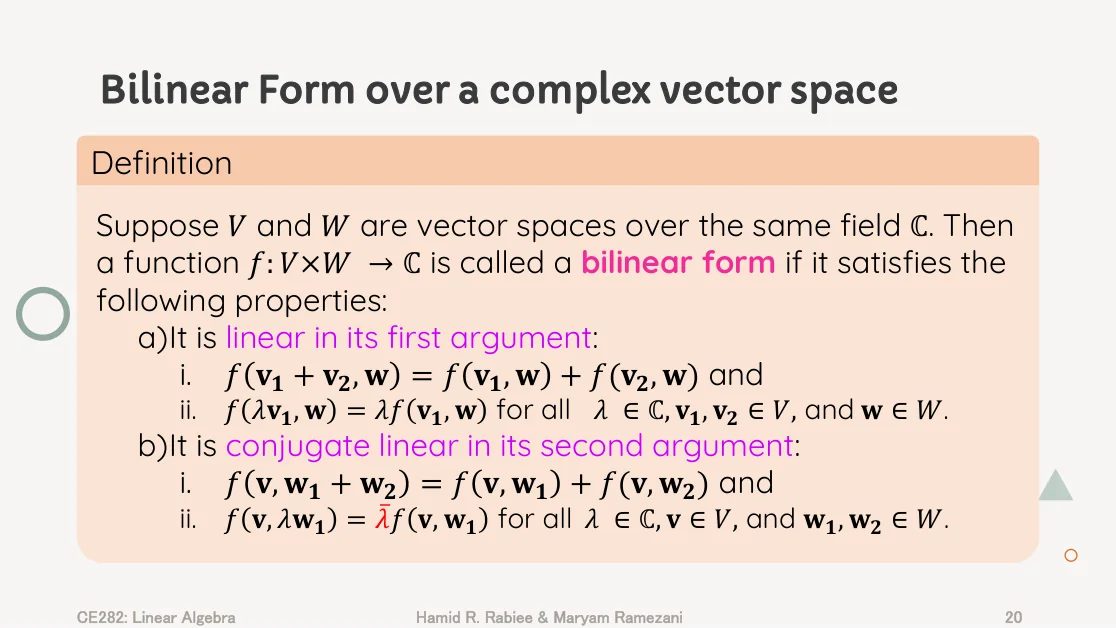 Bilinear Form over a complex vector space
Definition
Suppose 𝑉 and 𝑊 are vector spaces over the same field ℂ. Then
a function 𝑓: 𝑉×𝑊 → ℂ is called a bilinear form if it satisfies the
following properties:
a)It is linear in its first argument:
i. 𝑓(𝐯₁ + 𝐯₂, 𝐰) = 𝑓(𝐯₁, 𝐰) + 𝑓(𝐯₂, 𝐰) and
ii. 𝑓(𝜆𝐯₁, 𝐰) = 𝜆𝑓(𝐯₁, 𝐰) for all 𝜆 ∈ ℂ, 𝐯₁, 𝐯₂ ∈ 𝑉, and 𝐰 ∈ 𝑊.
b)It is conjugate linear in its second argument:
i. 𝑓(𝐯, 𝐰₁ + 𝐰₂) = 𝑓(𝐯, 𝐰₁) + 𝑓(𝐯, 𝐰₂) and
ii. 𝑓(𝐯, 𝜆𝐰₁) = 𝜆̄𝑓(𝐯, 𝐰₁) for all 𝜆 ∈ ℂ, 𝐯 ∈ 𝑉, and 𝐰₁, 𝐰₂ ∈ 𝑊.
CE282: Linear Algebra Hamid R. Rabiee & Maryam Ramezani 20